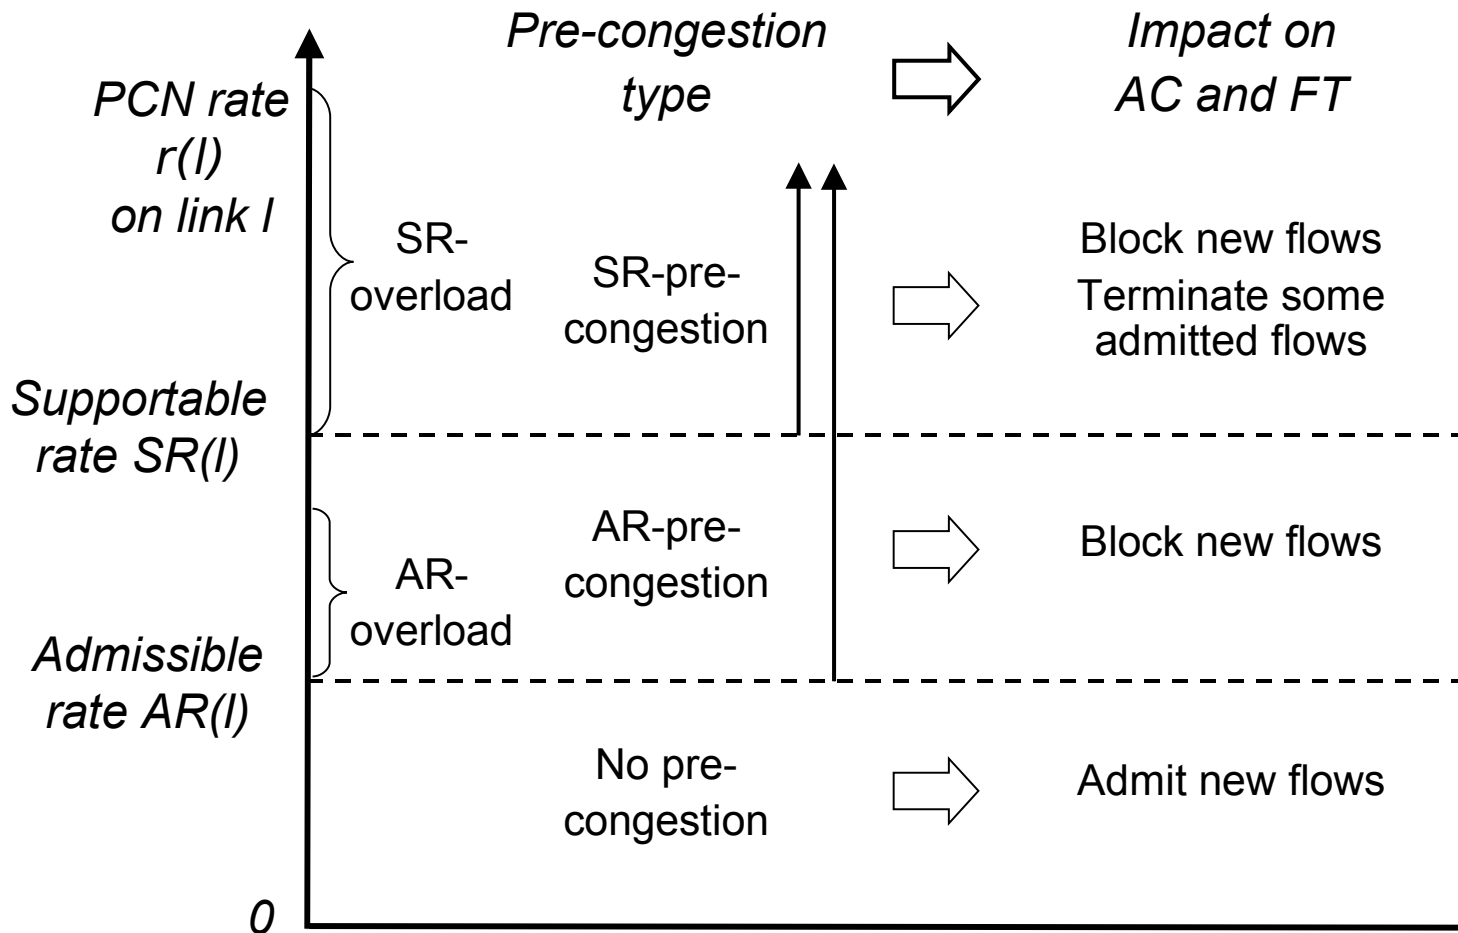 Pre-congestion
type
Impact on
AC and FT
PCN rate
r(l)
on link l
SR-
overload
SR-pre-
congestion
Block new flows
Terminate some
admitted flows
Supportable
rate SR(l)
AR-
overload
AR-pre-
congestion
Block new flows
Admissible
rate AR(l)
No pre-
congestion
Admit new flows
0